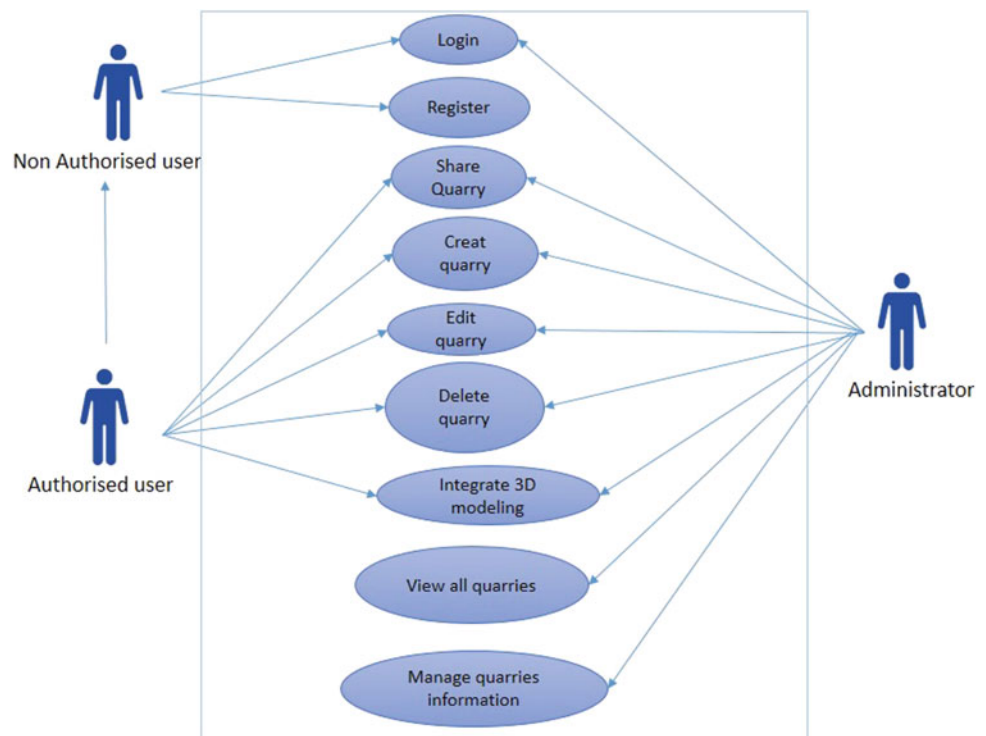 Login
Register
Non Authorised user
Share
Quarry
Creat
quarry
Edit
quarry
Administrator
Delete
quarry
Authorised user
Integrate 3D
modeling
View all quarries
Manage quarries
information